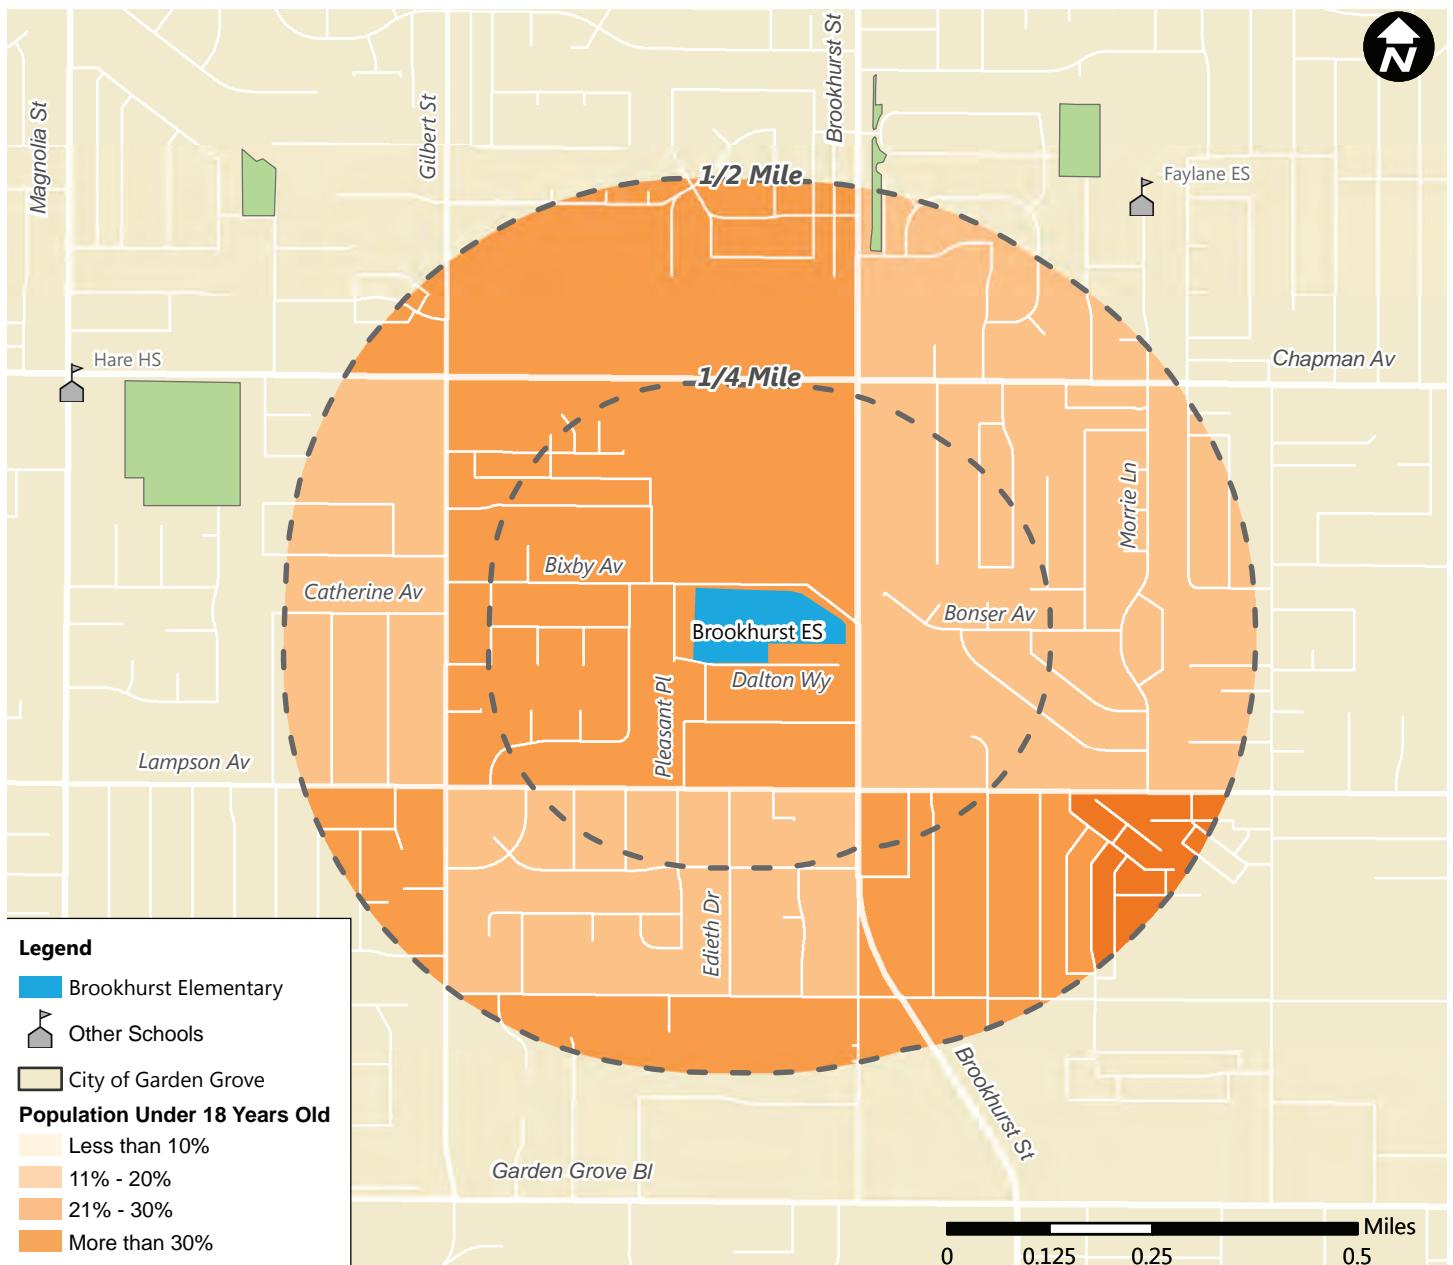 Magnolia St
Gilbert St
Brookhurst St
N
1/2 Mile
Faylane ES
Hare HS
Chapman Av
1/4 Mile
Morrie Ln
Bixby Av
Catherine Av
Bonser Av
Brookhurst ES
Dalton Wy
Pleasant Pl
Lampson Av
Edieth Dr
Brookhurst St
Garden Grove Bl
Legend
Brookhurst Elementary
Other Schools
City of Garden Grove
Population Under 18 Years Old
Less than 10%
11% - 20%
21% - 30%
More than 30%
Miles
0 0.125 0.25 0.5